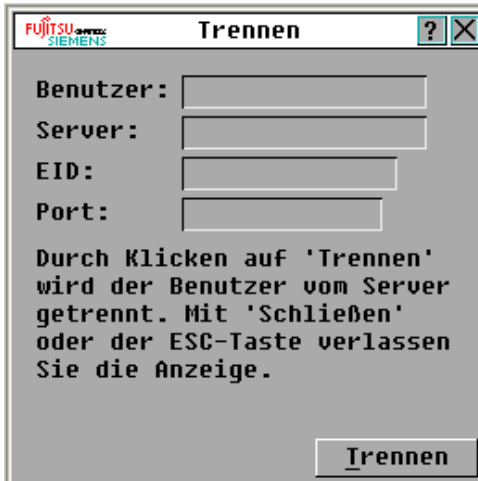 FUJITSU
SIEMENS
Trennen
?
Benutzer:
Server:
EID:
Port:
Durch Klicken auf 'Trennen'
wird der Benutzer vom Server
getrennt. Mit 'Schließen'
oder der ESC-Taste verlassen
Sie die Anzeige.
Trennen